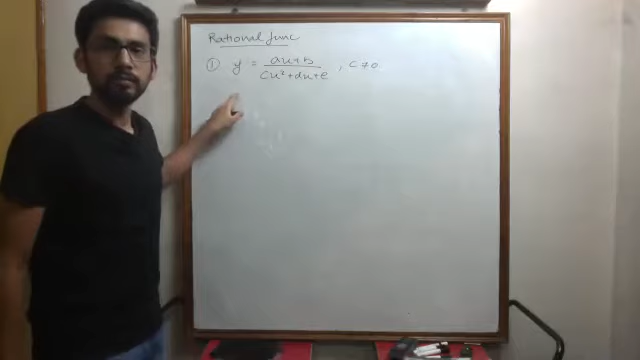 Rational func
① y = ax+b / cx²+dx+e , c≠0